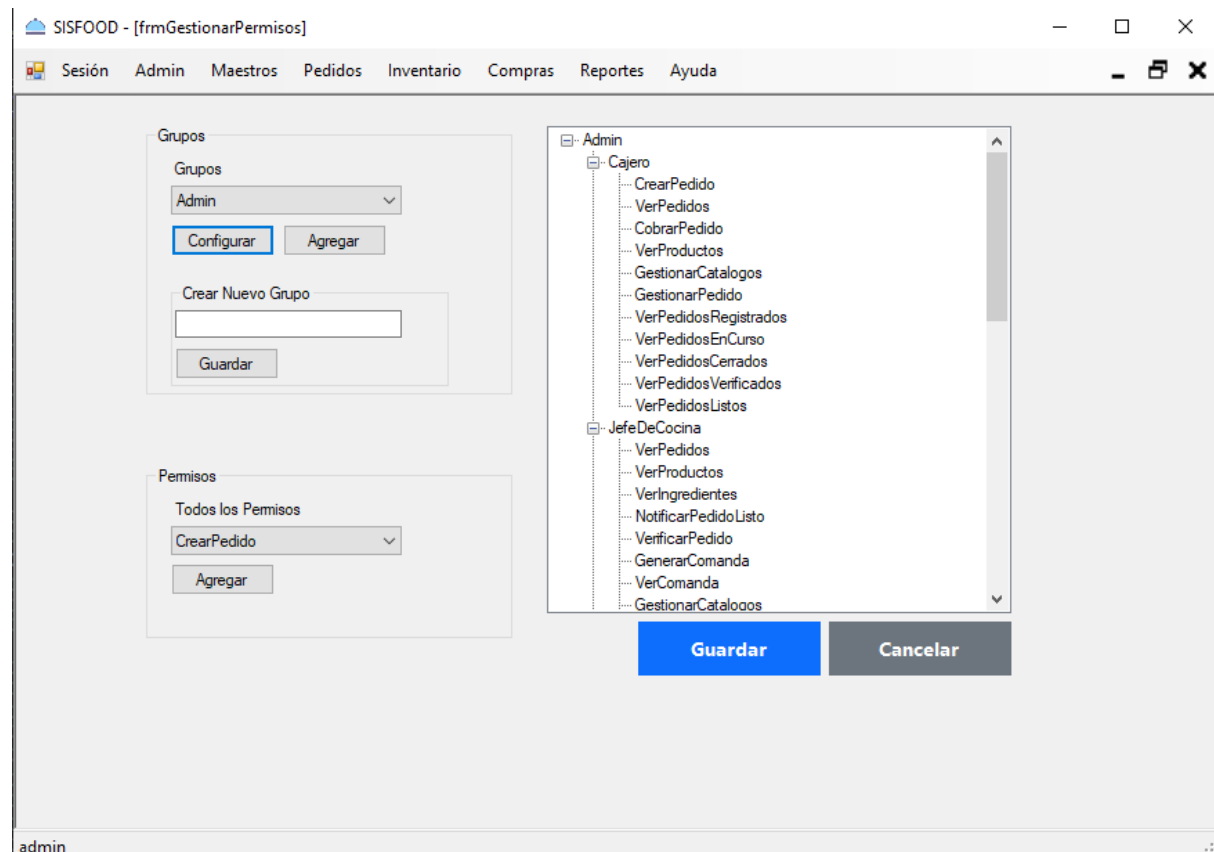 SISFOOD - [frmGestionarPermisos]
Sesión Admin Maestros Pedidos Inventario Compras Reportes Ayuda
Grupos
Grupos
Admin
Configurar Agregar
Crear Nuevo Grupo
Guardar
Permisos
Todos los Permisos
CrearPedido
Agregar
Admin
Cajero
CrearPedido
VerPedidos
CobrarPedido
VerProductos
GestionarCatalogos
GestionarPedido
VerPedidosRegistrados
VerPedidosEnCurso
VerPedidosCerrados
VerPedidosVerificados
VerPedidosListos
JefeDeCocina
VerPedidos
VerProductos
VerIngredientes
NotificarPedidoListo
VerificarPedido
GenerarComanda
VerComanda
GestionarCatalogos
Guardar Cancelar
admin